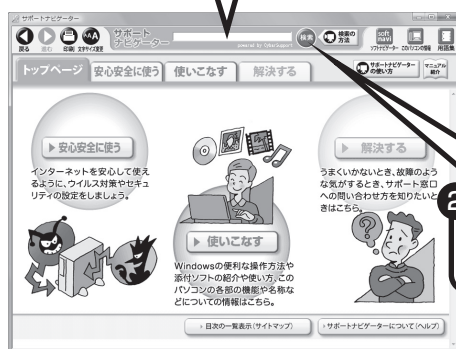 サポートナビゲーター
戻る 進む 印刷 文字サイズ変更
サポート
ナビゲーター
powered by CyberSupport
検索
検索の
方法
soft
navi
ソフトナビゲーター このパソコンの情報 用語集
トップページ 安心安全に使う 使いこなす 解決する
サポートナビゲーター
の使い方
マニュアル
紹介
安心安全に使う
インターネットを安心して使え
るように、ウイルス対策やセキュ
リティの設定をしましょう。
使いこなす
Windowsの便利な操作方法や
添付ソフトの紹介や使い方、この
パソコンの各部の機能や名称な
どについての情報はこちら。
解決する
うまくいかないとき、故障のよう
な気がするとき、サポート窓口
への問い合わせ方を知りたいと
きはこちら。
2
目次の一覧表示(サイトマップ)
サポートナビゲーターについて(ヘルプ)